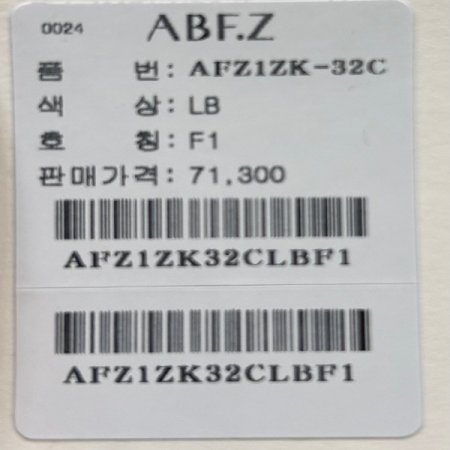 0024 ABF.Z
품 번: AFZ1ZK-32C
색 상: LB
호 칭: F1
판매가격: 71,300
AFZ1ZK32CLBF1
AFZ1ZK32CLBF1